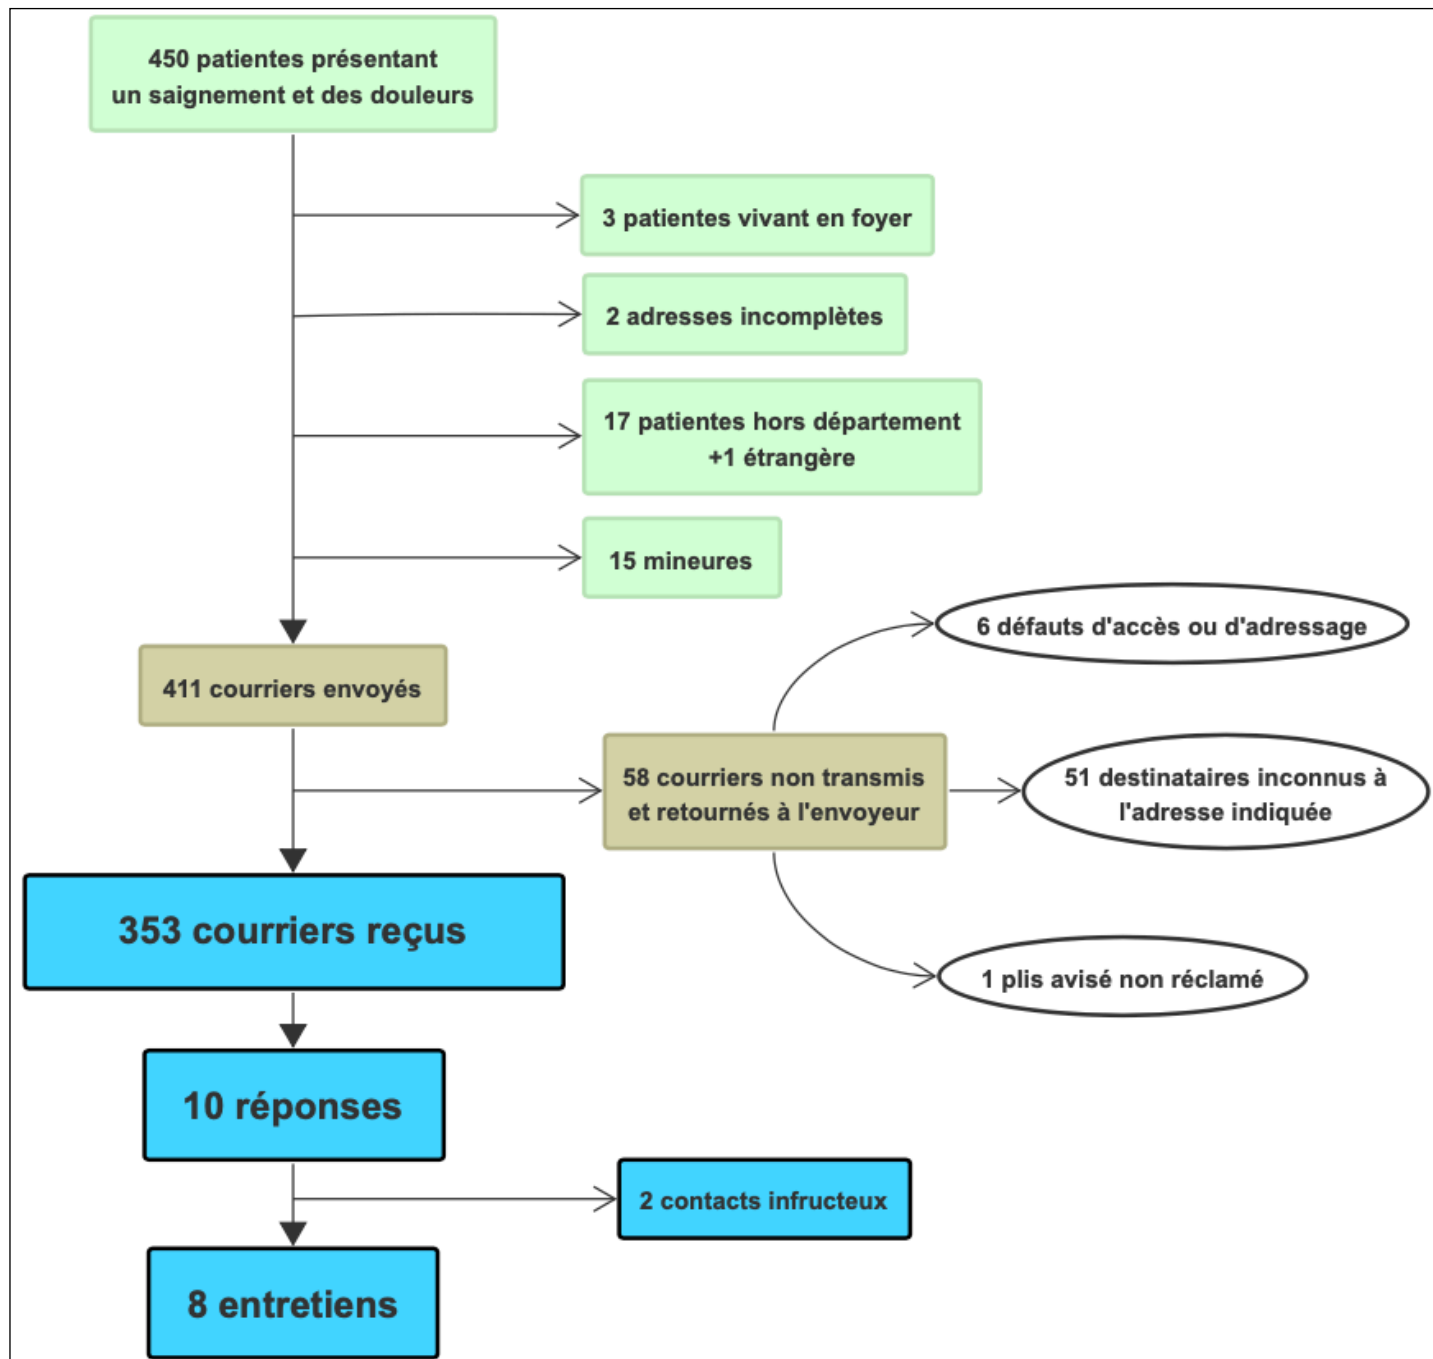 450 patientes présentant
un saignement et des douleurs
3 patientes vivant en foyer
2 adresses incomplètes
17 patientes hors département
+1 étrangère
15 mineures
6 défauts d'accès ou d'adressage
411 courriers envoyés
58 courriers non transmis
et retournés à l'envoyeur
51 destinataires inconnus à
l'adresse indiquée
353 courriers reçus
1 plis avisé non réclamé
10 réponses
2 contacts infructeux
8 entretiens